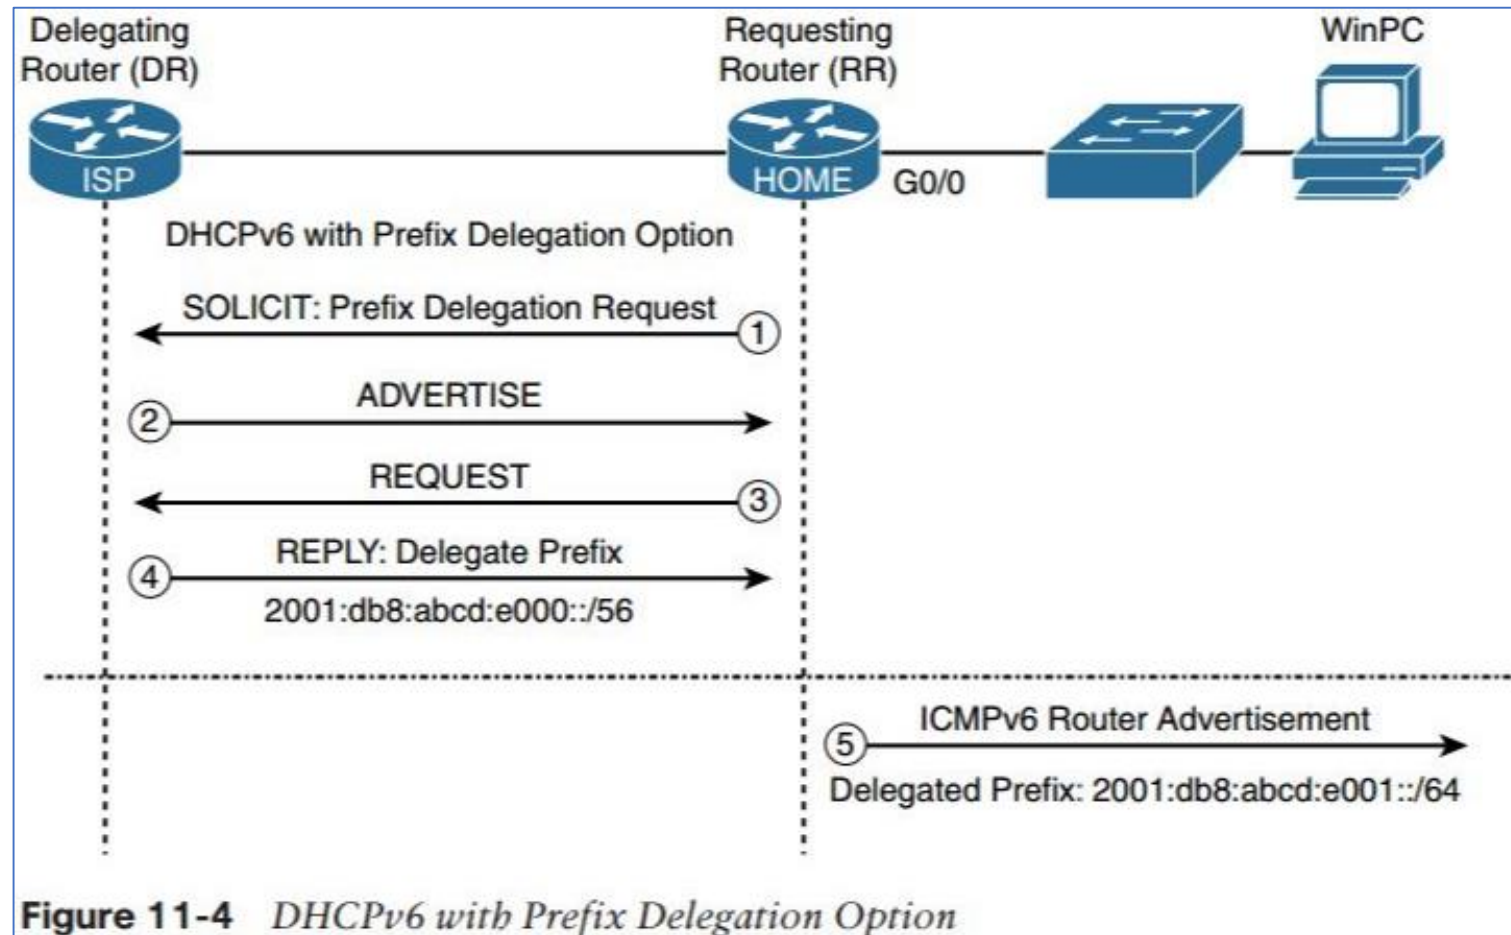 Delegating
Router (DR)
Requesting
Router (RR)
WinPC
ISP
HOME
G0/0
DHCPv6 with Prefix Delegation Option
SOLICIT: Prefix Delegation Request
1
ADVERTISE
2
REQUEST
3
REPLY: Delegate Prefix
4
2001:db8:abcd:e000::/56
ICMPv6 Router Advertisement
5
Delegated Prefix: 2001:db8:abcd:e001::/64
Figure 11-4 DHCPv6 with Prefix Delegation Option